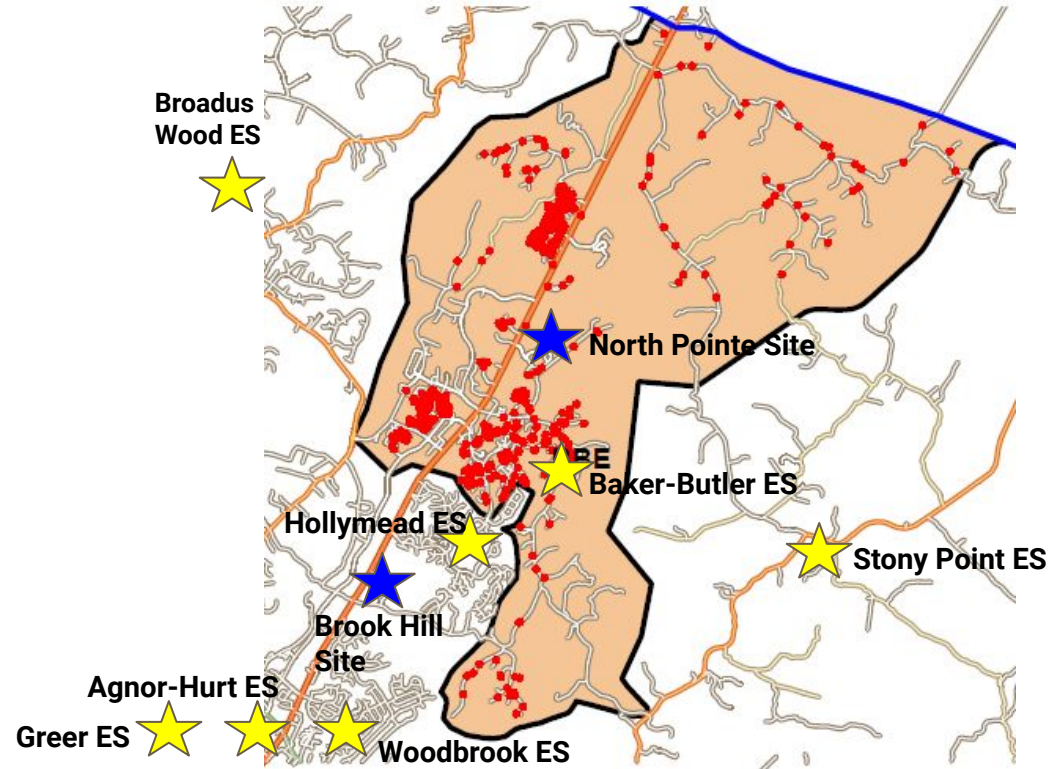 Broadus
Wood ES
North Pointe Site
BE
Baker-Butler ES
Hollymead ES
Stony Point ES
Brook Hill
Site
Agnor-Hurt ES
Greer ES
Woodbrook ES